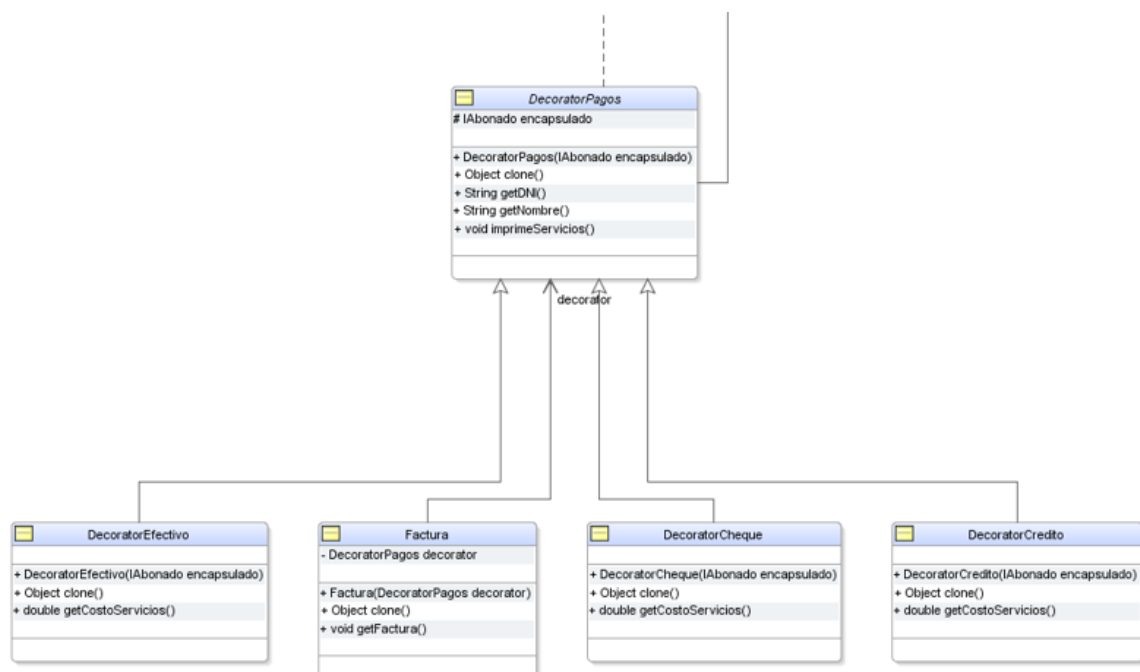 DecoratorPagos
# IAbonado encapsulado
+ DecoratorPagos(IAbonado encapsulado)
+ Object clone()
+ String getDNI()
+ String getNombre()
+ void imprimeServicios()
decorator
DecoratorEfectivo
+ DecoratorEfectivo(IAbonado encapsulado)
+ Object clone()
+ double getCostoServicios()
Factura
- DecoratorPagos decorator
+ Factura(DecoratorPagos decorator)
+ Object clone()
+ void getFactura()
DecoratorCheque
+ DecoratorCheque(IAbonado encapsulado)
+ Object clone()
+ double getCostoServicios()
DecoratorCredito
+ DecoratorCredito(IAbonado encapsulado)
+ Object clone()
+ double getCostoServicios()